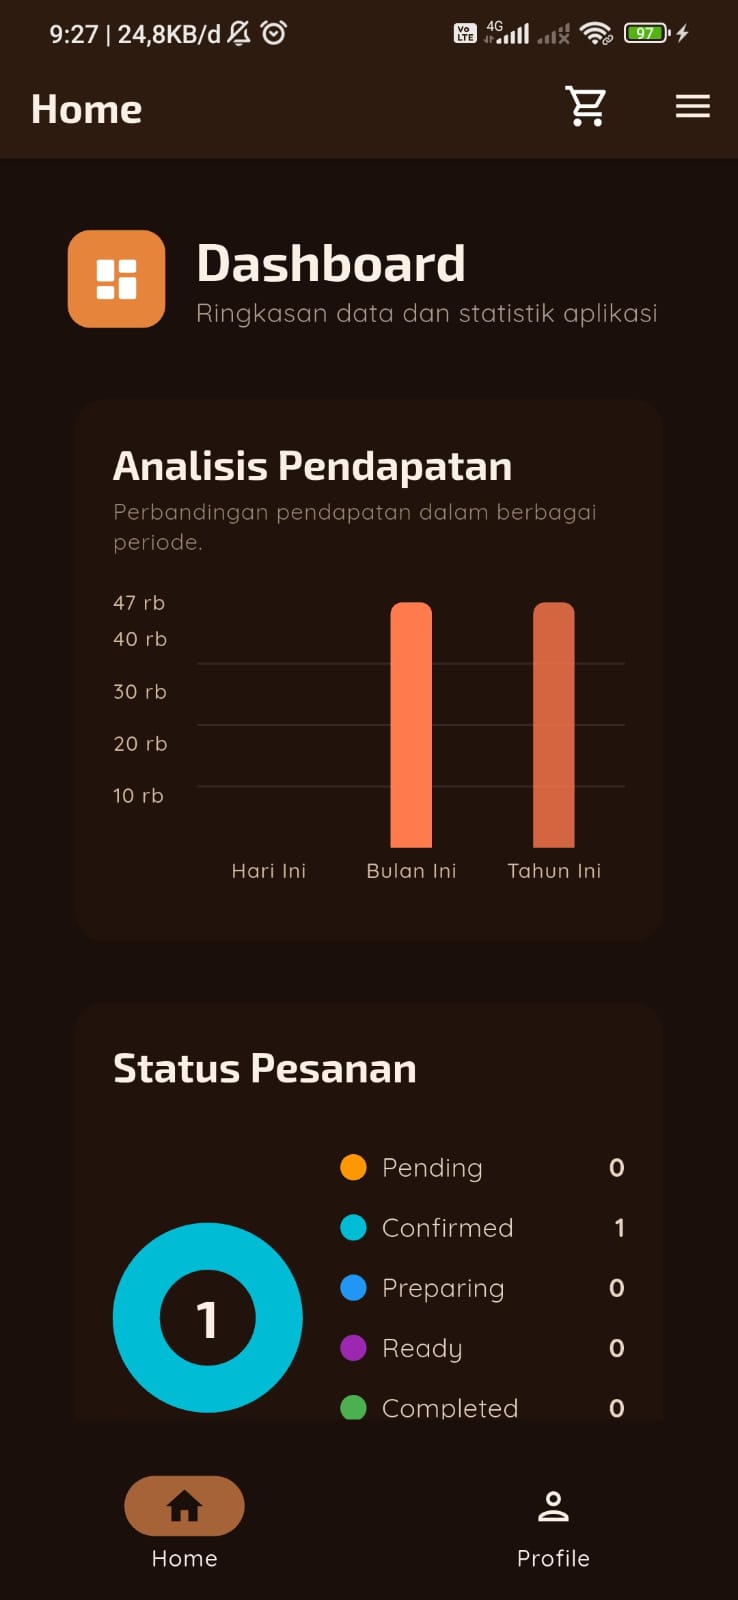 9:27 | 24,8KB/d
Vo LTE 4G 97
Home
Dashboard
Ringkasan data dan statistik aplikasi
Analisis Pendapatan
Perbandingan pendapatan dalam berbagai
periode.
47 rb
40 rb
30 rb
20 rb
10 rb
Hari Ini Bulan Ini Tahun Ini
Status Pesanan
Pending 0
Confirmed 1
Preparing 0
1
Ready 0
Completed 0
Home Profile